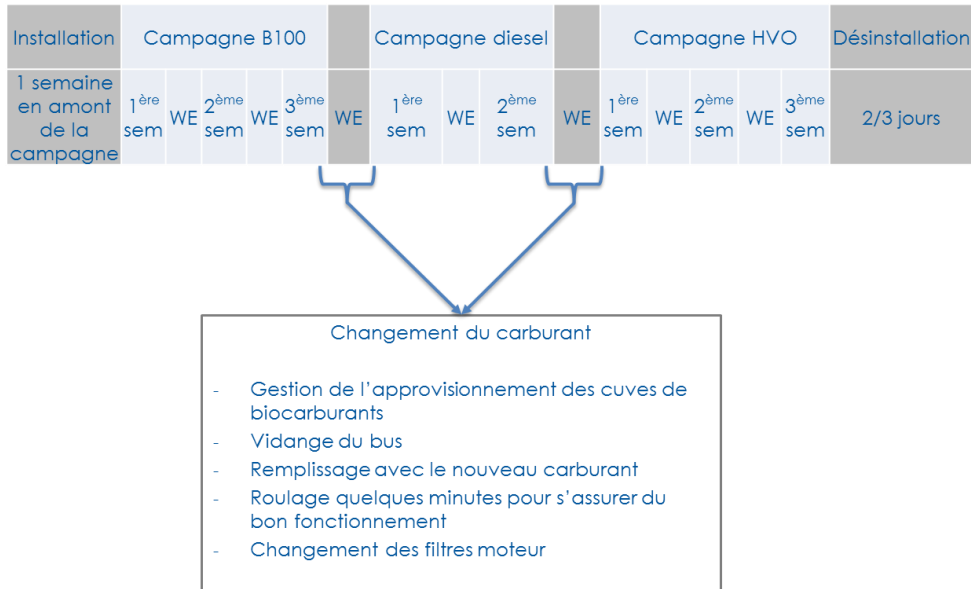 Installation
Campagne B100
Campagne diesel
Campagne HVO
Désinstallation
1 semaine
en amont
de la
campagne
1ère
sem
WE
2ème
sem
WE
3ème
sem
WE
1ère
sem
WE
2ème
sem
WE
1ère
sem
WE
2ème
sem
WE
3ème
sem
2/3 jours
Changement du carburant
- Gestion de l’approvisionnement des cuves de
biocarburants
- Vidange du bus
- Remplissage avec le nouveau carburant
- Roulage quelques minutes pour s’assurer du
bon fonctionnement
- Changement des filtres moteur